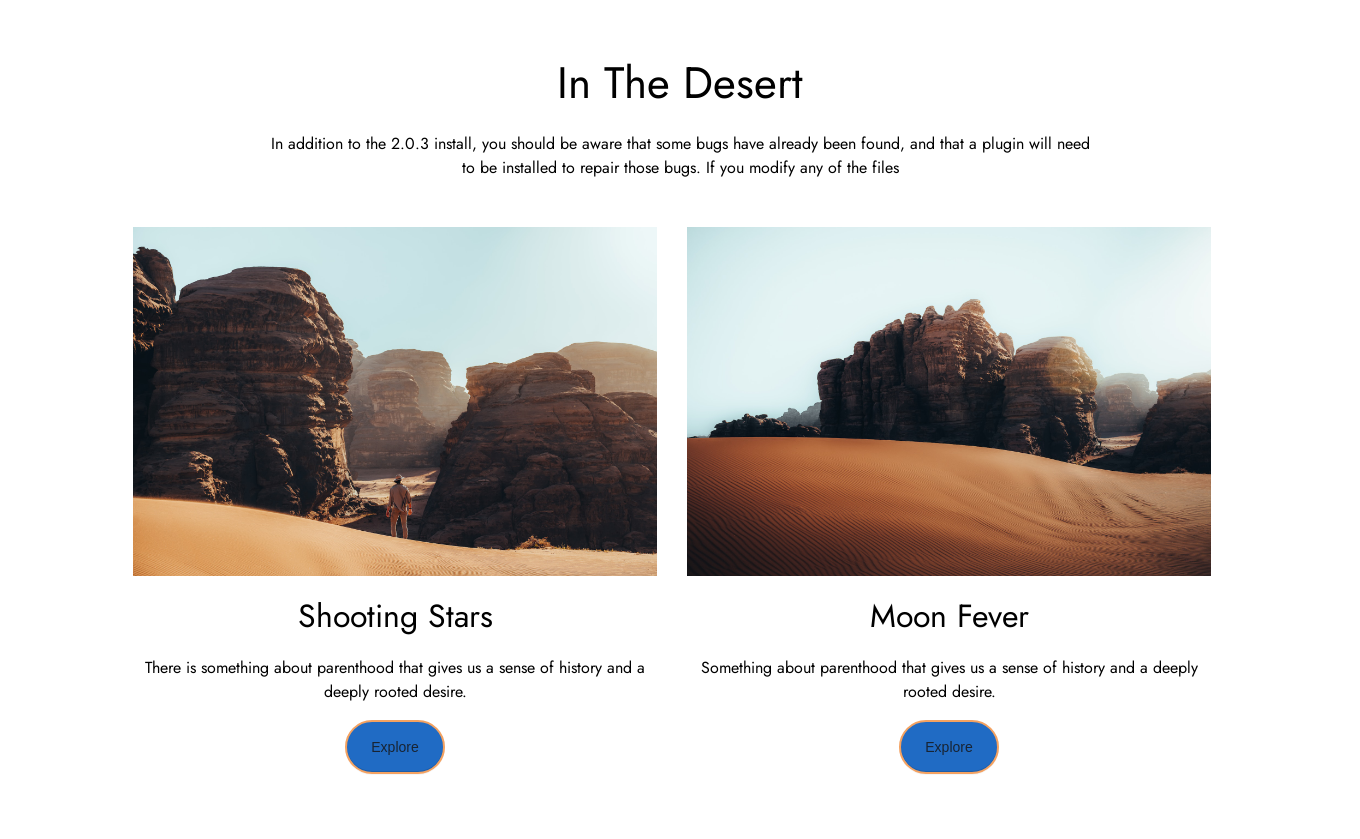 In The Desert
In addition to the 2.0.3 install, you should be aware that some bugs have already been found, and that a plugin will need
to be installed to repair those bugs. If you modify any of the files
Shooting Stars
There is something about parenthood that gives us a sense of history and a
deeply rooted desire.
Explore
Moon Fever
Something about parenthood that gives us a sense of history and a deeply
rooted desire.
Explore